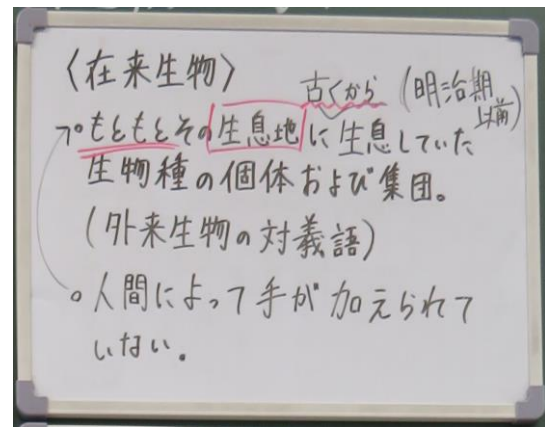 〈在来生物〉
古くから (明治期以前)
○もともとその生息地に生息していた
生物種の個体および集団。
(外来生物の対義語)
○人間によって手が加えられて
いない。